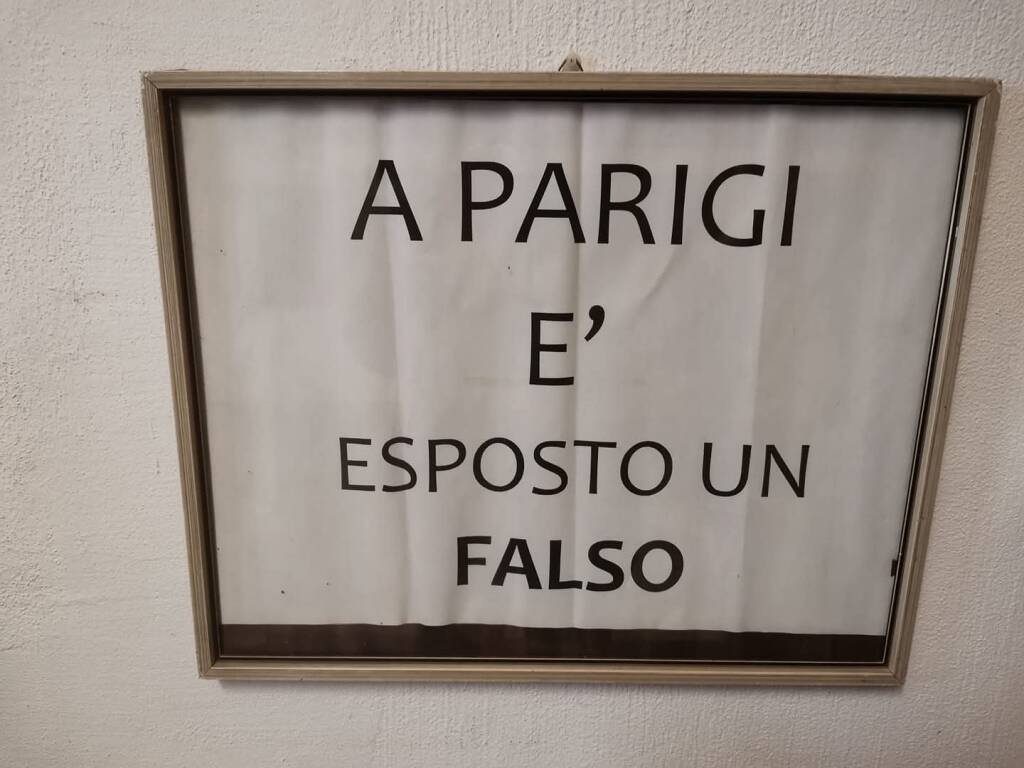 A PARIGI
E’
ESPOSTO UN
FALSO